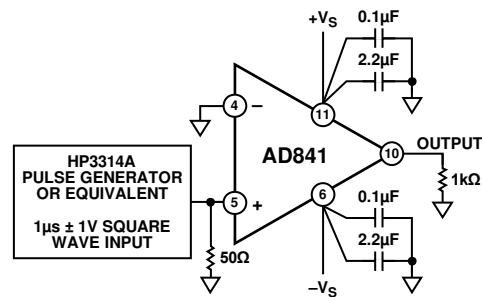 +VS
0.1µF
2.2µF
4
–
11
AD841
10
OUTPUT
1kΩ
HP3314A
PULSE GENERATOR
OR EQUIVALENT
1µs ± 1V SQUARE
WAVE INPUT
5
+
6
50Ω
0.1µF
2.2µF
–VS